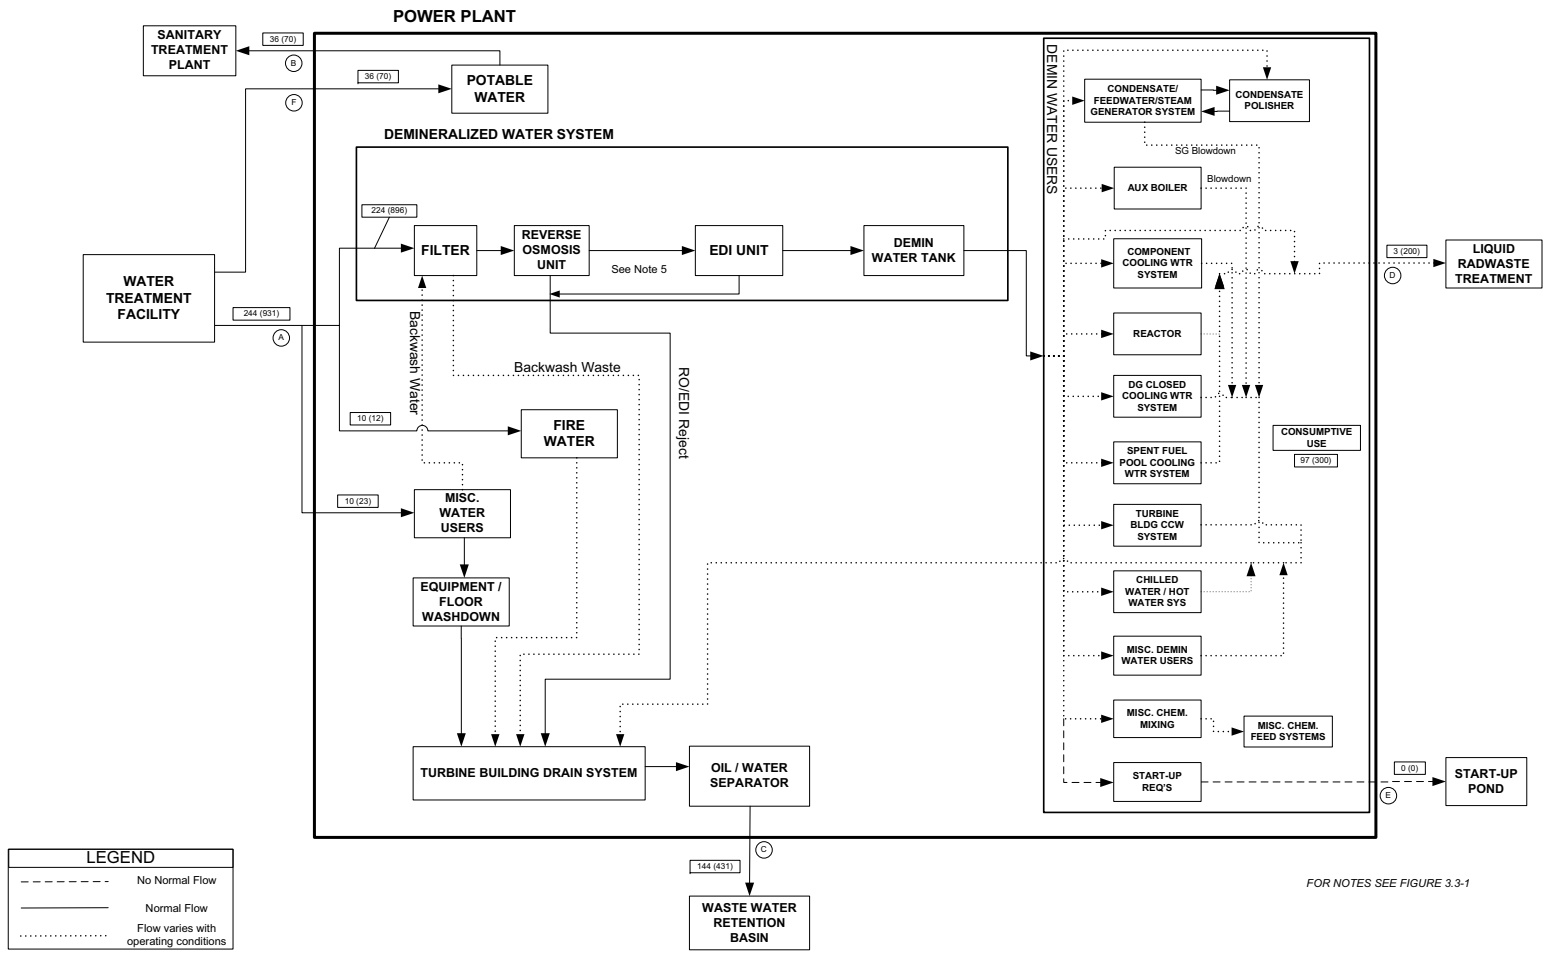 POWER PLANT
SANITARY
TREATMENT
PLANT
36 (70)
B
36 (70)
F
POTABLE
WATER
DEMINERALIZED WATER SYSTEM
224 (896)
FILTER
REVERSE
OSMOSIS
UNIT
See Note 5
EDI UNIT
DEMIN
WATER TANK
WATER
TREATMENT
FACILITY
244 (931)
A
Backwash Water
Backwash Waste
RO/EDI Reject
10 (12)
FIRE
WATER
10 (23)
MISC.
WATER
USERS
EQUIPMENT /
FLOOR
WASHDOWN
TURBINE BUILDING DRAIN SYSTEM
OIL / WATER
SEPARATOR
C
144 (431)
WASTE WATER
RETENTION
BASIN
DEMIN WATER USERS
CONDENSATE/
FEEDWATER/STEAM
GENERATOR SYSTEM
CONDENSATE
POLISHER
SG Blowdown
AUX BOILER
Blowdown
COMPONENT
COOLING WTR
SYSTEM
REACTOR
DG CLOSED
COOLING WTR
SYSTEM
SPENT FUEL
POOL COOLING
WTR SYSTEM
CONSUMPTIVE
USE
97 (300)
TURBINE
BLDG CCW
SYSTEM
CHILLED
WATER / HOT
WATER SYS
MISC. DEMIN
WATER USERS
MISC. CHEM.
MIXING
MISC. CHEM.
FEED SYSTEMS
START-UP
REQ'S
3 (200)
D
LIQUID
RADWASTE
TREATMENT
0 (0)
E
START-UP
POND
LEGEND
No Normal Flow
Normal Flow
Flow varies with
operating conditions
FOR NOTES SEE FIGURE 3.3-1